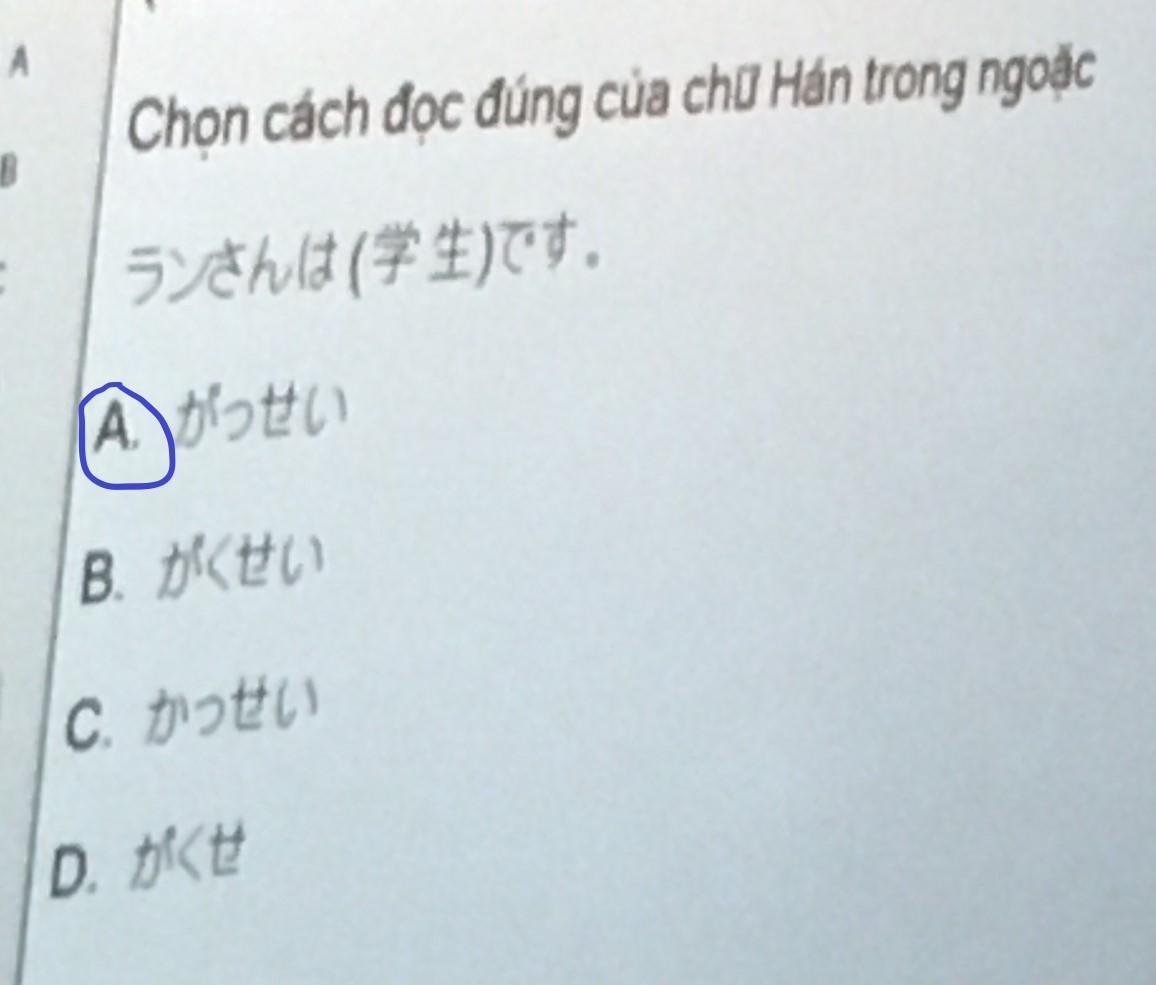 A
B
Chọn cách đọc đúng của chữ Hán trong ngoặc
ランさんは(学生)です.
A. がっせい
B. がくせい
C. かっせい
D. がくせ